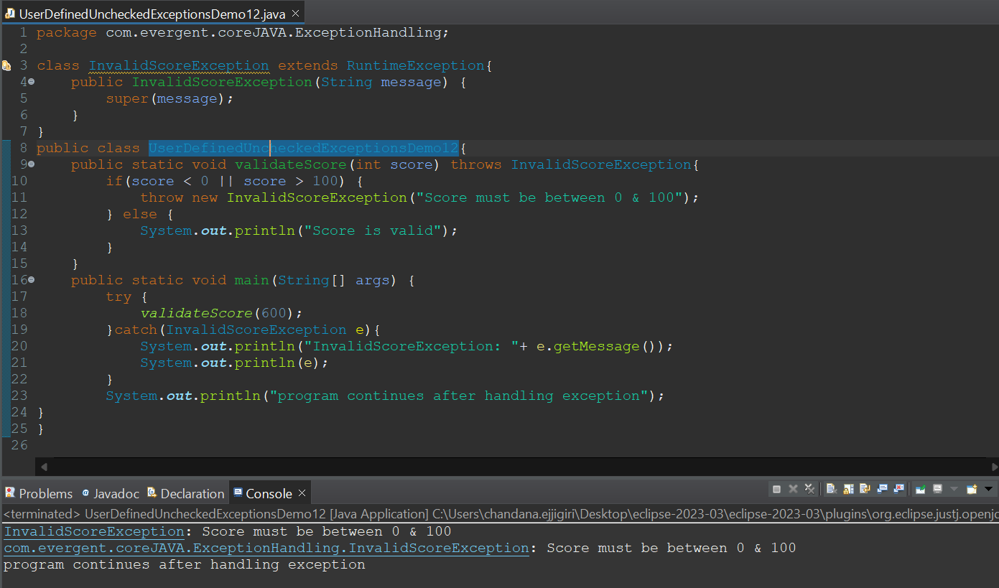 UserDefinedUncheckedExceptionsDemo12.java
1 package com.evergent.coreJAVA.ExceptionHandling;
2
3 class InvalidScoreException extends RuntimeException{
4     public InvalidScoreException(String message) {
5         super(message);
6     }
7 }
8 public class UserDefinedUncheckedExceptionsDemo12{
9     public static void validateScore(int score) throws InvalidScoreException{
10         if(score < 0 || score > 100) {
11             throw new InvalidScoreException("Score must be between 0 & 100");
12         } else {
13             System.out.println("Score is valid");
14         }
15     }
16     public static void main(String[] args) {
17         try {
18             validateScore(600);
19         }catch(InvalidScoreException e){
20             System.out.println("InvalidScoreException: "+ e.getMessage());
21             System.out.println(e);
22         }
23         System.out.println("program continues after handling exception");
24 }
25 }
26
Problems Javadoc Declaration Console
<terminated> UserDefinedUncheckedExceptionsDemo12 [Java Application] C:\Users\chandana.ejjigiri\Desktop\eclipse-2023-03\eclipse-2023-03\plugins\org.eclipse.justj.openjc
InvalidScoreException: Score must be between 0 & 100
com.evergent.coreJAVA.ExceptionHandling.InvalidScoreException: Score must be between 0 & 100
program continues after handling exception